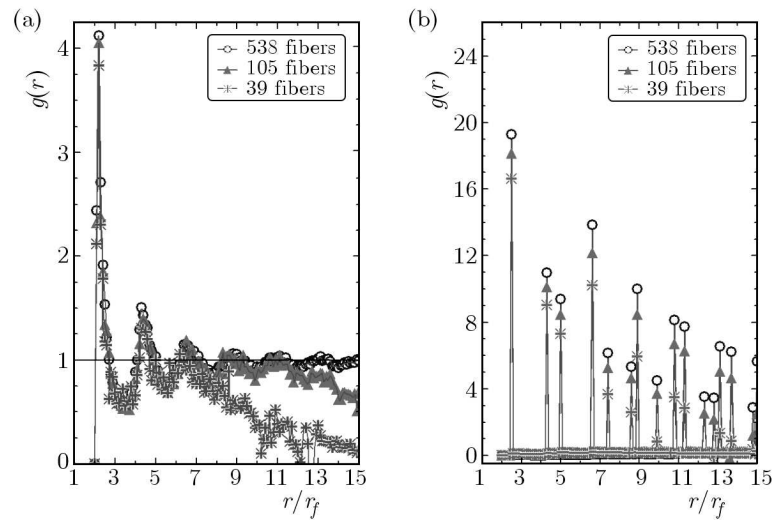 (a)
g(r)
4
3
2
1
0
538 fibers
105 fibers
39 fibers
1 3 5 7 9 11 13 15
r/r_f
(b)
g(r)
24
20
16
12
8
4
0
538 fibers
105 fibers
39 fibers
1 3 5 7 9 11 13 15
r/r_f